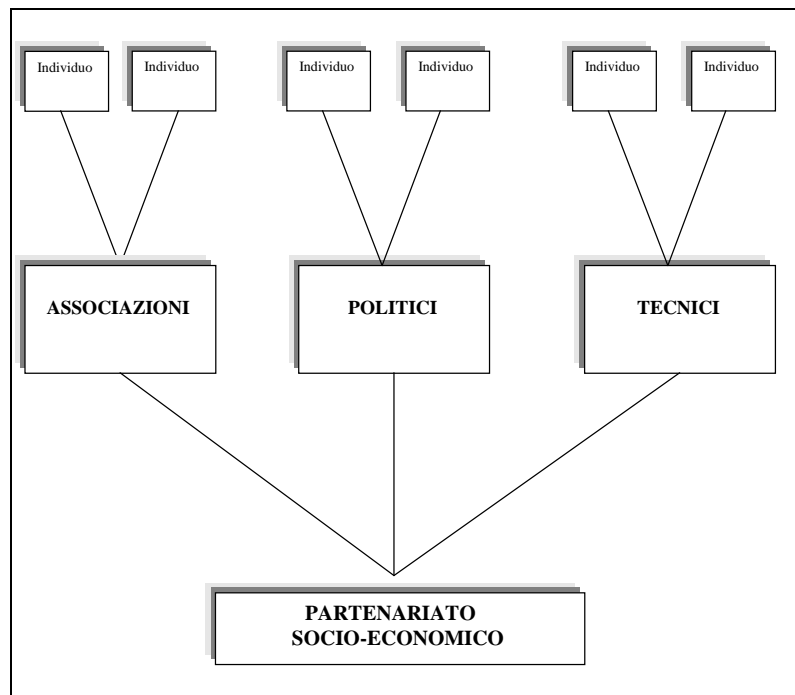 Individuo
Individuo
Individuo
Individuo
Individuo
Individuo
ASSOCIAZIONI
POLITICI
TECNICI
PARTENARIATO
SOCIO-ECONOMICO